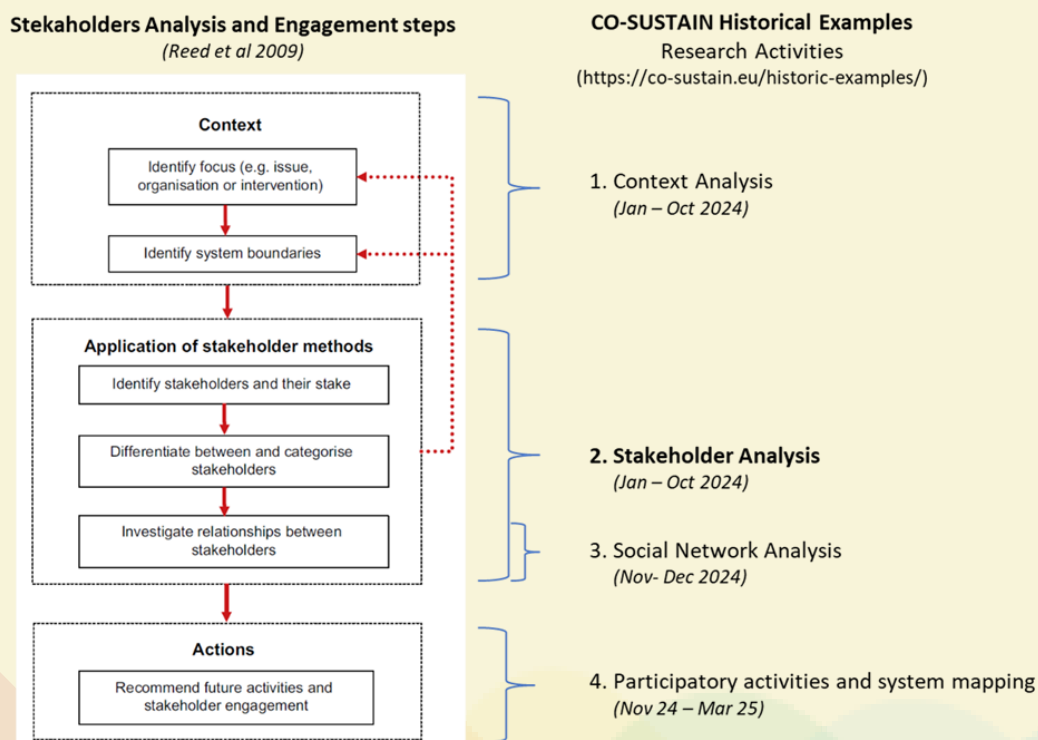 Stekaholders Analysis and Engagement steps
(Reed et al 2009)
Context
Identify focus (e.g. issue,
organisation or intervention)
Identify system boundaries
Application of stakeholder methods
Identify stakeholders and their stake
Differentiate between and categorise
stakeholders
Investigate relationships between
stakeholders
Actions
Recommend future activities and
stakeholder engagement
CO-SUSTAIN Historical Examples
Research Activities
(https://co-sustain.eu/historic-examples/)
1. Context Analysis
(Jan – Oct 2024)
2. Stakeholder Analysis
(Jan – Oct 2024)
3. Social Network Analysis
(Nov- Dec 2024)
4. Participatory activities and system mapping
(Nov 24 – Mar 25)